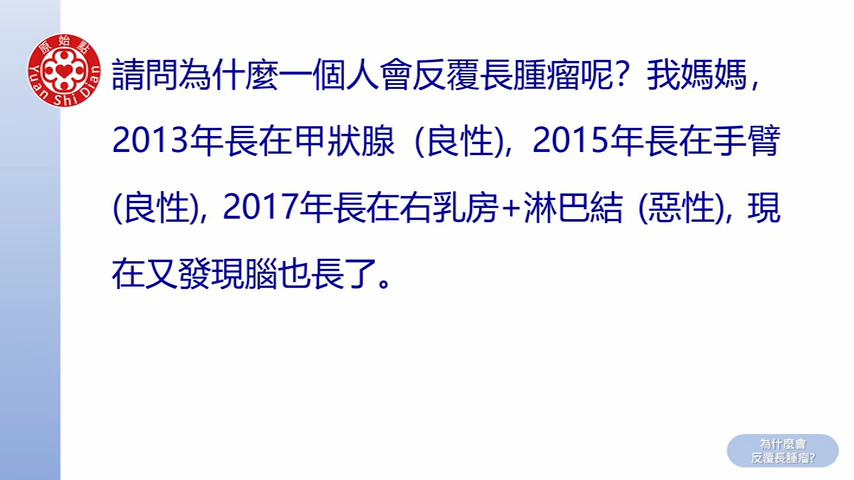 原始點
Yuan Shi Dian
請問為什麼一個人會反覆長腫瘤呢？我媽媽，
2013年長在甲狀腺 (良性), 2015年長在手臂
(良性), 2017年長在右乳房+淋巴結 (惡性), 現
在又發現腦也長了。
為什麼會
反覆長腫瘤?